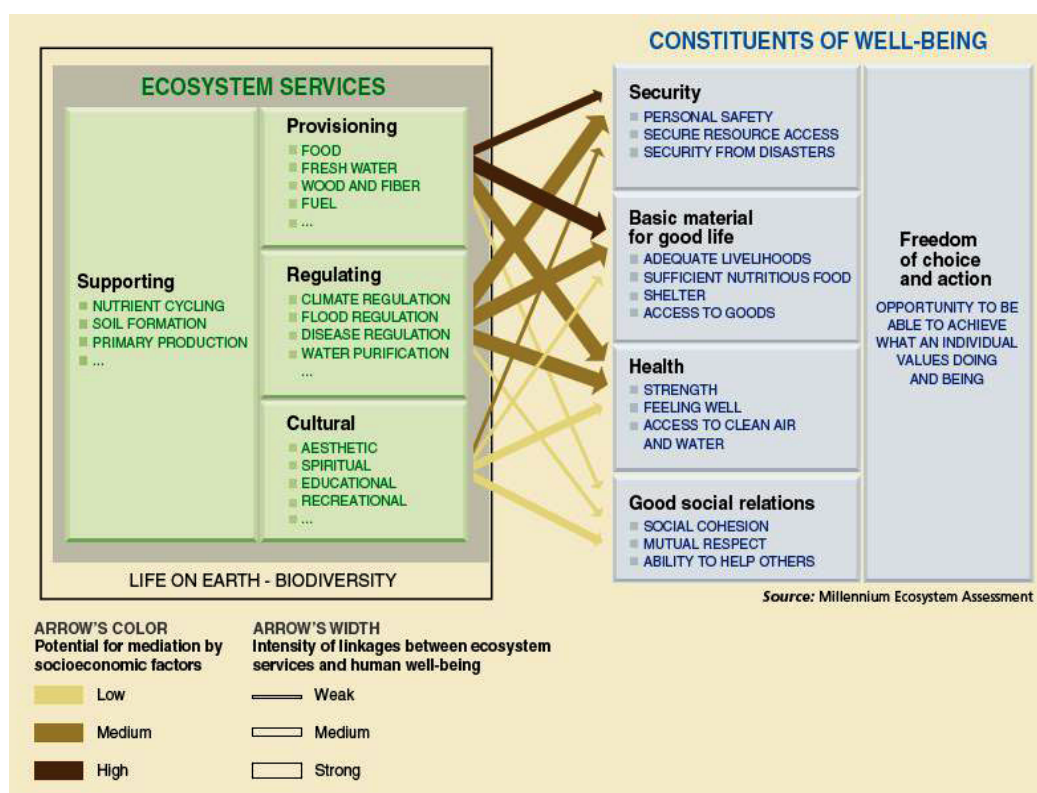 CONSTITUENTS OF WELL-BEING
ECOSYSTEM SERVICES
Supporting
NUTRIENT CYCLING
SOIL FORMATION
PRIMARY PRODUCTION
...
Provisioning
FOOD
FRESH WATER
WOOD AND FIBER
FUEL
...
Regulating
CLIMATE REGULATION
FLOOD REGULATION
DISEASE REGULATION
WATER PURIFICATION
...
Cultural
AESTHETIC
SPIRITUAL
EDUCATIONAL
RECREATIONAL
...
LIFE ON EARTH - BIODIVERSITY
Security
PERSONAL SAFETY
SECURE RESOURCE ACCESS
SECURITY FROM DISASTERS
Basic material
for good life
ADEQUATE LIVELIHOODS
SUFFICIENT NUTRITIOUS FOOD
SHELTER
ACCESS TO GOODS
Health
STRENGTH
FEELING WELL
ACCESS TO CLEAN AIR
AND WATER
Good social relations
SOCIAL COHESION
MUTUAL RESPECT
ABILITY TO HELP OTHERS
Freedom
of choice
and action
OPPORTUNITY TO BE
ABLE TO ACHIEVE
WHAT AN INDIVIDUAL
VALUES DOING
AND BEING
Source: Millennium Ecosystem Assessment
ARROW'S COLOR
Potential for mediation by
socioeconomic factors
Low
Medium
High
ARROW'S WIDTH
Intensity of linkages between ecosystem
services and human well-being
Weak
Medium
Strong